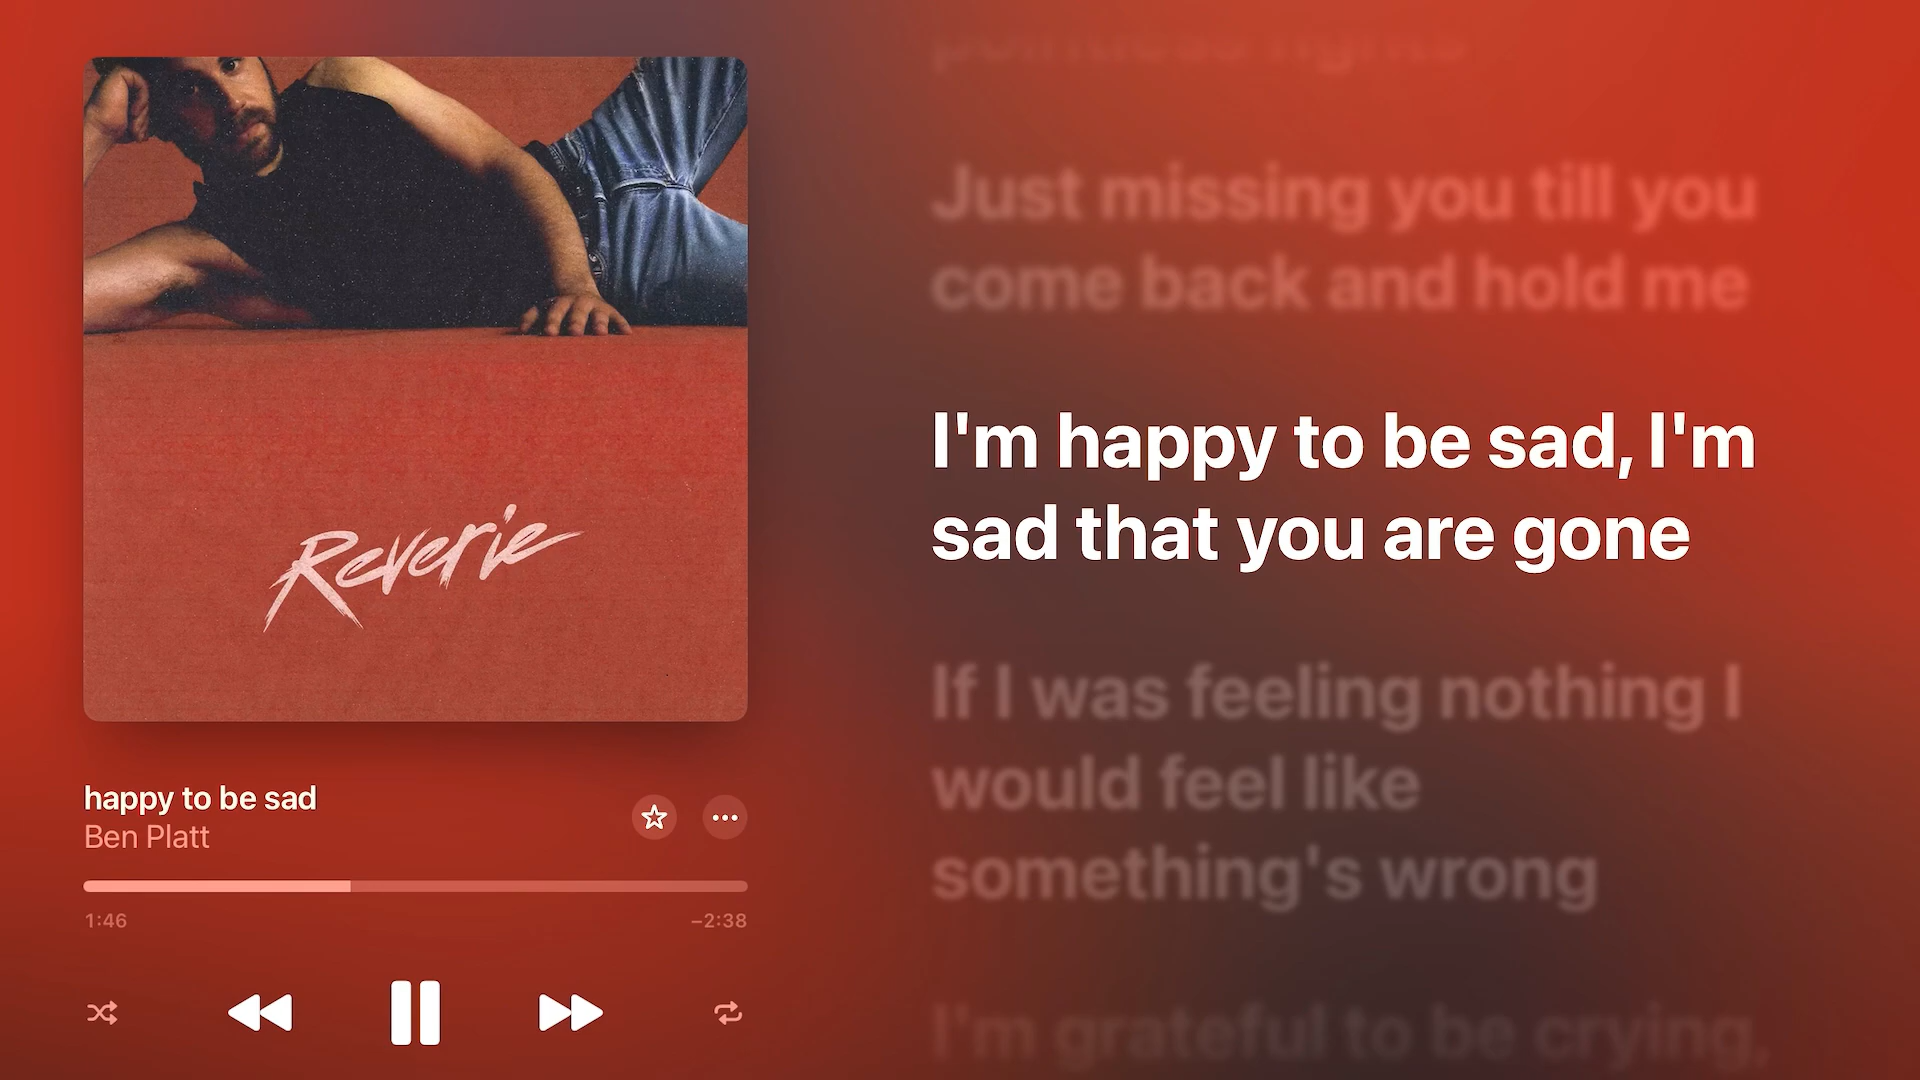 Reverie
happy to be sad
Ben Platt
1:46
−2:38
Just missing you till you
come back and hold me
I'm happy to be sad, I'm
sad that you are gone
If I was feeling nothing I
would feel like
something's wrong
I'm grateful to be crying,